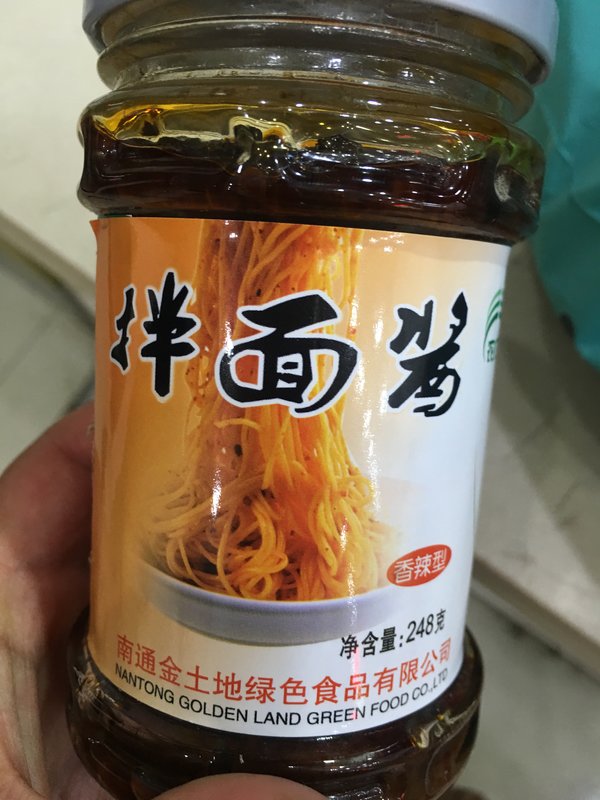 拌面酱
香辣型
净含量:248克
南通金土地绿色食品有限公司
NANTONG GOLDEN LAND GREEN FOOD CO.,LTD